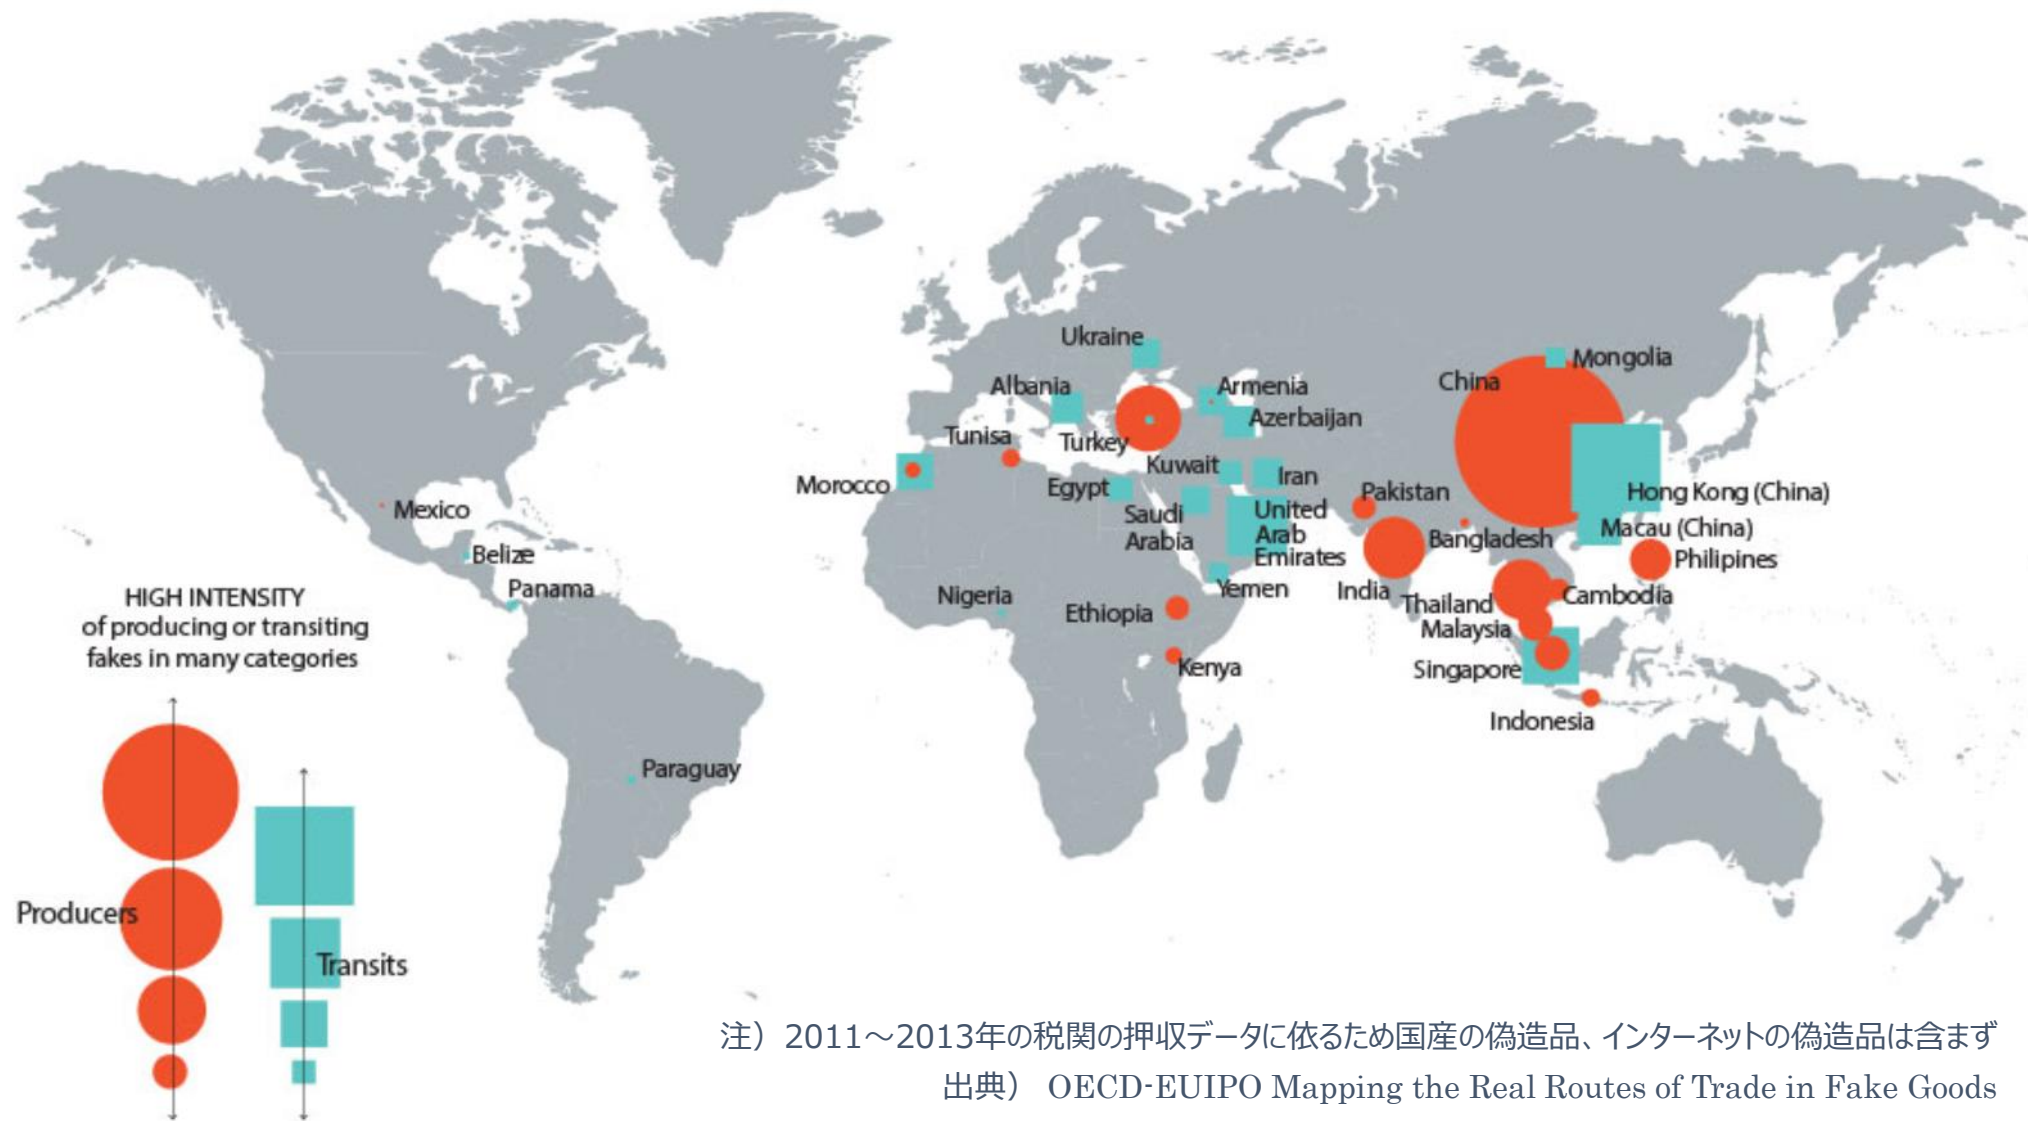 Ukraine
Mongolia
China
Albania
Armenia
Azerbaijan
Tunisa
Turkey
Kuwait
Iran
Morocco
Egypt
Pakistan
Hong Kong (China)
Mexico
Saudi
Arabia
United
Arab
Emirates
Macau (China)
Bangladesh
Belize
Philipines
Panama
Yemen
India
Nigeria
Ethiopia
Thailand
Cambodia
Malaysia
Kenya
Singapore
Indonesia
Paraguay
HIGH INTENSITY
of producing or transiting
fakes in many categories
Producers
Transits
注）2011～2013年の税関の押収データに依るため国産の偽造品、インターネットの偽造品は含まず
出典） OECD-EUIPO Mapping the Real Routes of Trade in Fake Goods